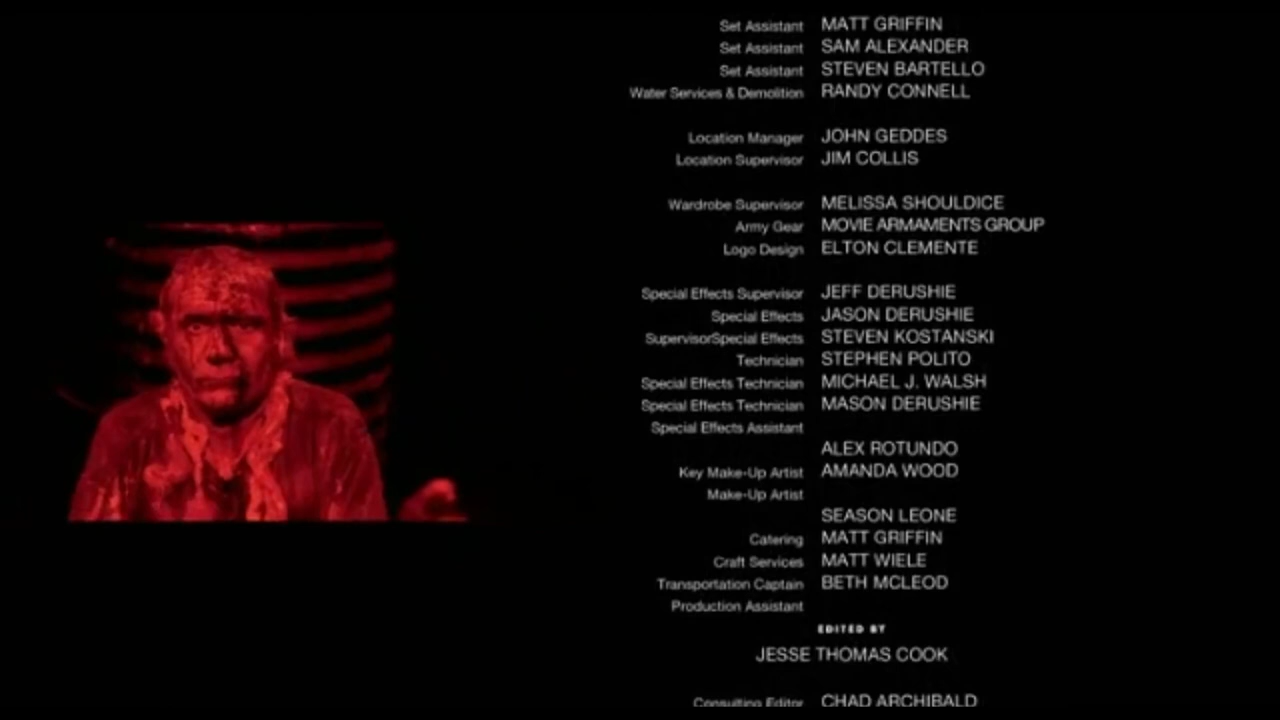 Set Assistant MATT GRIFFIN
Set Assistant SAM ALEXANDER
Set Assistant STEVEN BARTELLO
Water Services & Demolition RANDY CONNELL
Location Manager JOHN GEDDES
Location Supervisor JIM COLLIS
Wardrobe Supervisor MELISSA SHOULDICE
Army Gear MOVIE ARMAMENTS GROUP
Logo Design ELTON CLEMENTE
Special Effects Supervisor JEFF DERUSHIE
Special Effects JASON DERUSHIE
SupervisorSpecial Effects STEVEN KOSTANSKI
Technician STEPHEN POLITO
Special Effects Technician MICHAEL J. WALSH
Special Effects Technician MASON DERUSHIE
Special Effects Assistant
ALEX ROTUNDO
Key Make-Up Artist AMANDA WOOD
Make-Up Artist
SEASON LEONE
Catering MATT GRIFFIN
Craft Services MATT WIELE
Transportation Captain BETH MCLEOD
Production Assistant
EDITED BY
JESSE THOMAS COOK
Consulting Editor CHAD ARCHIBALD